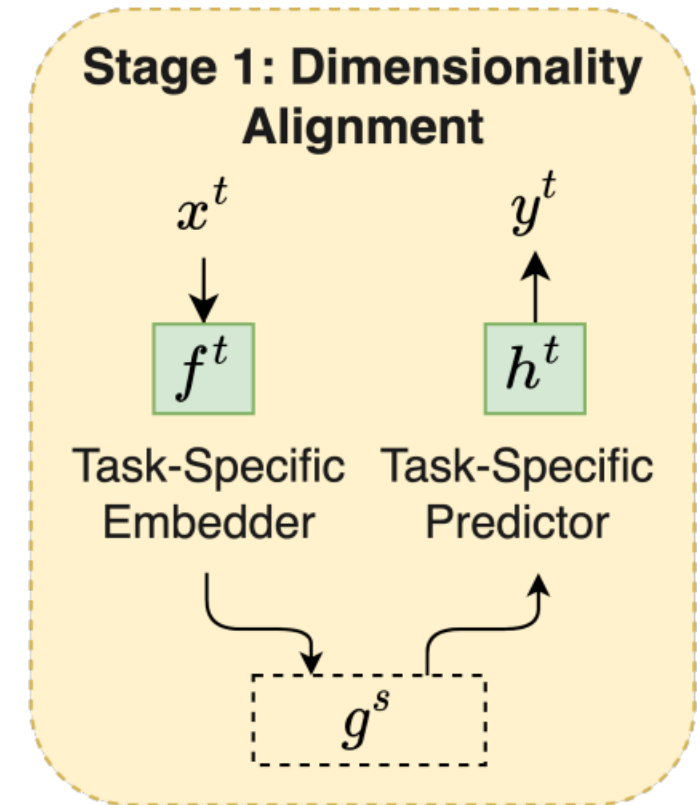 Stage 1: Dimensionality
Alignment
x^t
y^t
f^t
h^t
Task-Specific
Embedder
Task-Specific
Predictor
g^s